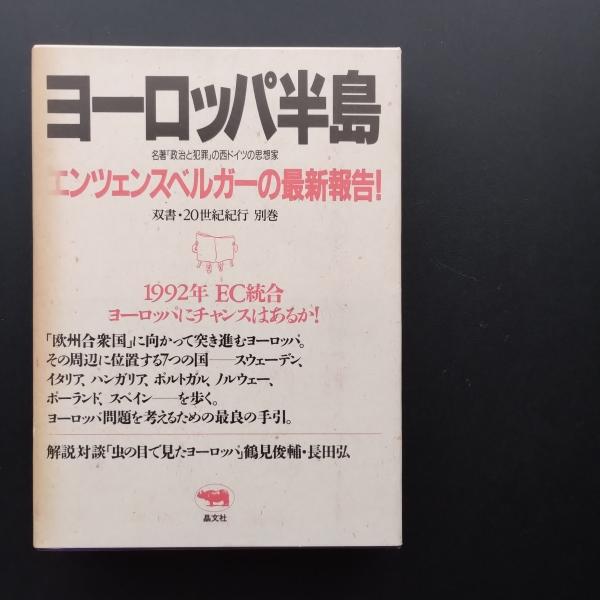 ヨーロッパ半島
名著「政治と犯罪」の西ドイツの思想家
エンツェンスベルガーの最新報告!
双書・20世紀紀行 別巻
1992年 EC統合
ヨーロッパにチャンスはあるか!
「欧州合衆国」に向かって突き進むヨーロッパ。
その周辺に位置する7つの国──スウェーデン、
イタリア、ハンガリア、ポルトガル、ノルウェー、
ポーランド、スペイン──を歩く。
ヨーロッパ問題を考えるための最良の手引。
解説対談「虫の目で見たヨーロッパ」鶴見俊輔・長田弘
晶文社